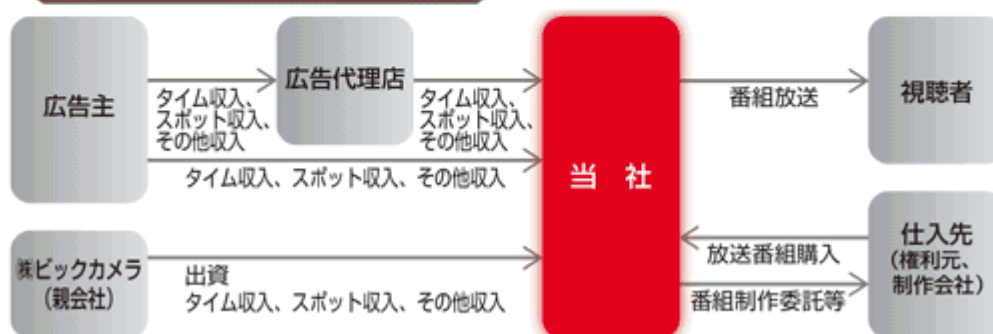 広告主
タイム収入、
スポット収入、
その他収入
広告代理店
タイム収入、
スポット収入、
その他収入
タイム収入、スポット収入、その他収入
㈱ビックカメラ
(親会社)
出資
タイム収入、スポット収入、その他収入
当 社
番組放送
視聴者
放送番組購入
番組制作委託等
仕入先
(権利元、
制作会社)